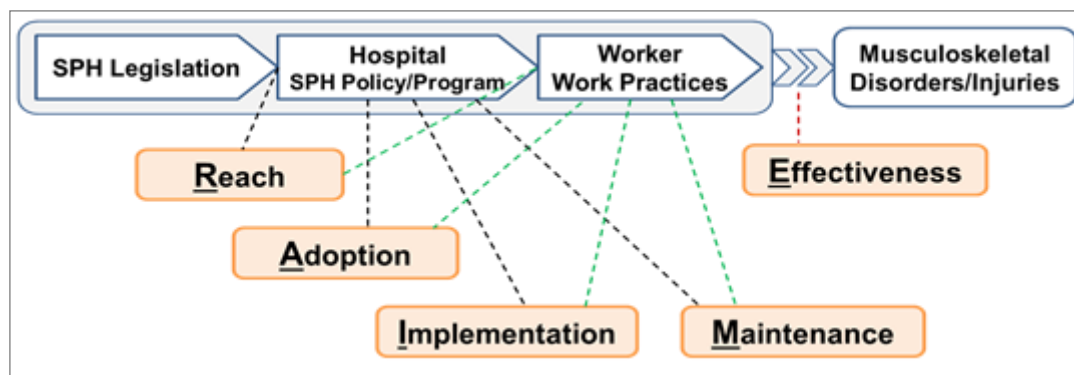 SPH Legislation
Hospital
SPH Policy/Program
Worker
Work Practices
Musculoskeletal
Disorders/Injuries
Reach
Effectiveness
Adoption
Implementation
Maintenance